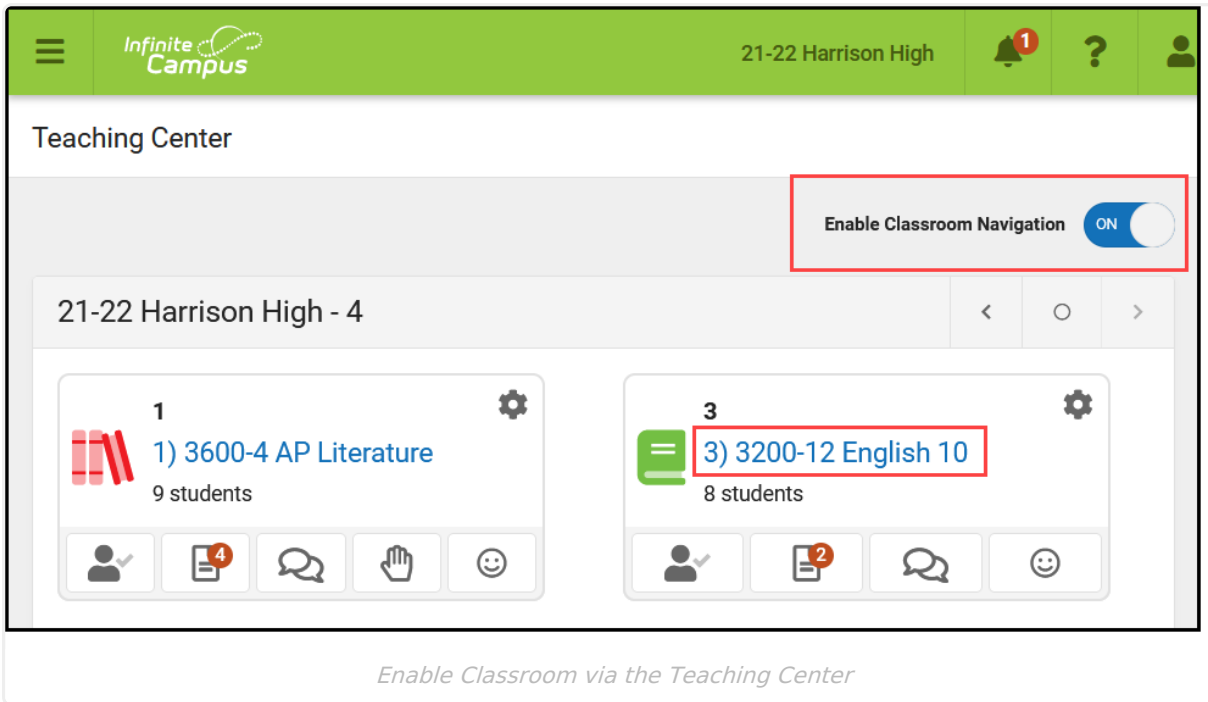 Infinite
Campus
21-22 Harrison High
1
?
Teaching Center
Enable Classroom Navigation
ON
21-22 Harrison High - 4
1
1) 3600-4 AP Literature
9 students
4
3
3) 3200-12 English 10
8 students
2
Enable Classroom via the Teaching Center